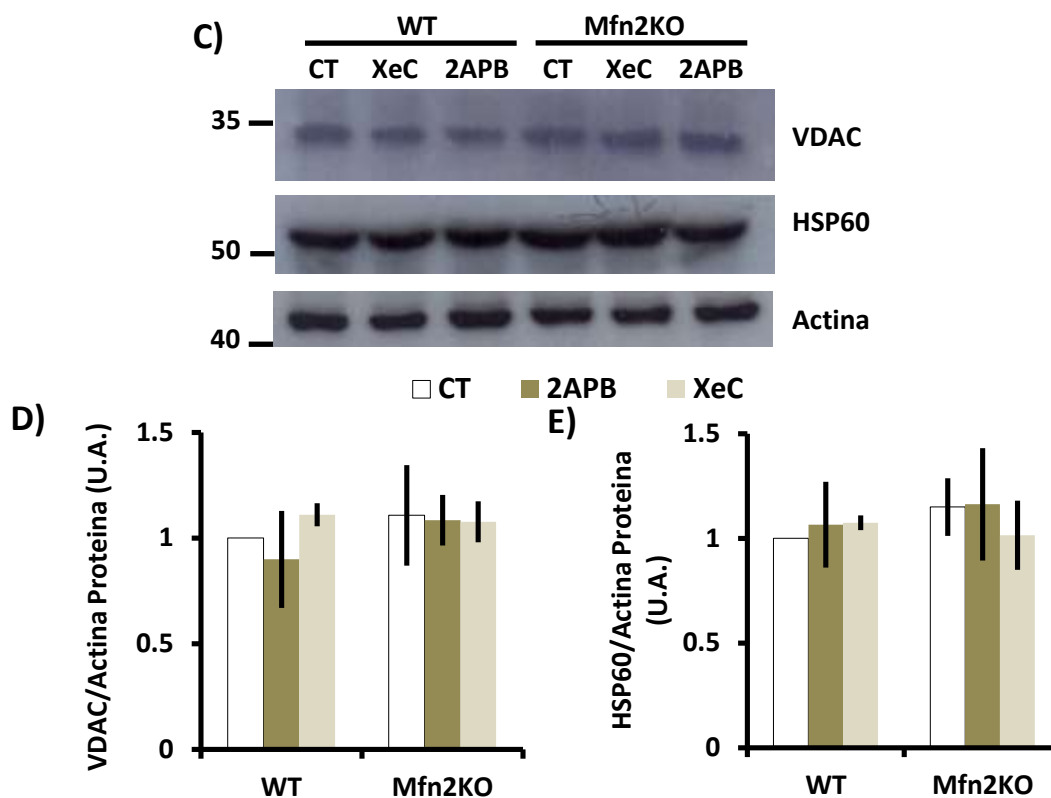 C)
WT Mfn2KO
CT XeC 2APB CT XeC 2APB
35
VDAC
50
HSP60
40
Actina
CT 2APB XeC
D)
VDAC/Actina Proteina (U.A.)
1.5
1
0.5
0
WT Mfn2KO
E)
HSP60/Actina Proteina
(U.A.)
1.5
1
0.5
0
WT Mfn2KO